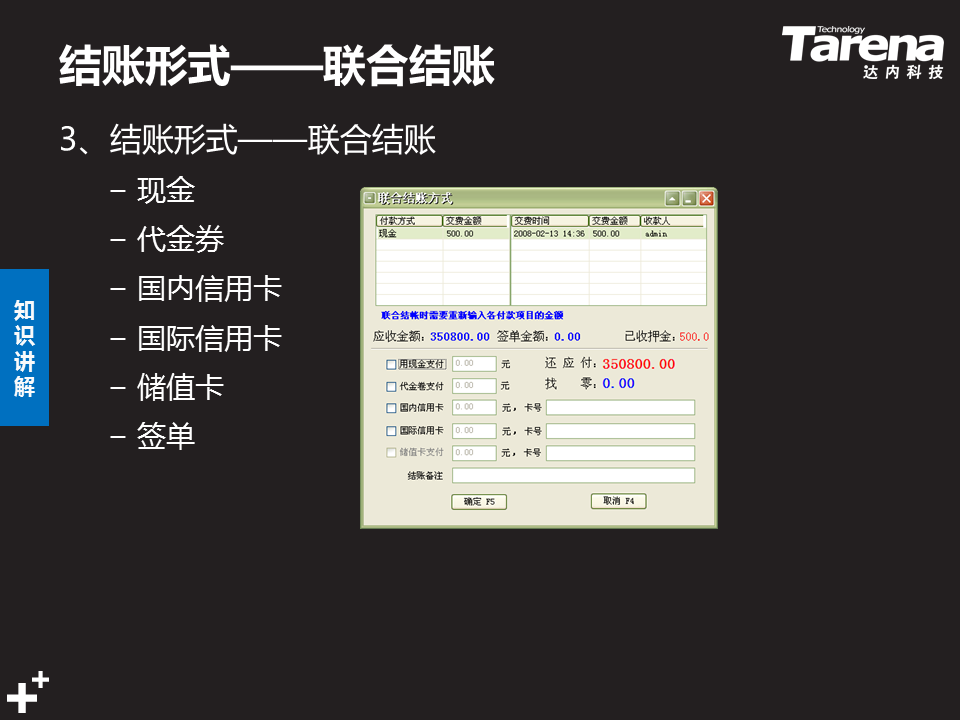 结账形式——联合结账
Technology
Tarena
达内科技
3、结账形式——联合结账
– 现金
– 代金券
– 国内信用卡
– 国际信用卡
– 储值卡
– 签单
知识讲解
联合结账方式
付款方式 交费金额 交费时间 交费金额 收款人
现金 500.00 2008-02-13 14:36 500.00 admin
联合结帐时需要重新输入各付款项目的金额
应收金额: 350800.00 签单金额: 0.00 已收押金: 500.0
用现金支付 0.00 元 还应付: 350800.00
代金卷支付 0.00 元 找零: 0.00
国内信用卡 0.00 元，卡号
国际信用卡 0.00 元，卡号
储值卡支付 0.00 元，卡号
结账备注
确定 F5 取消 F4